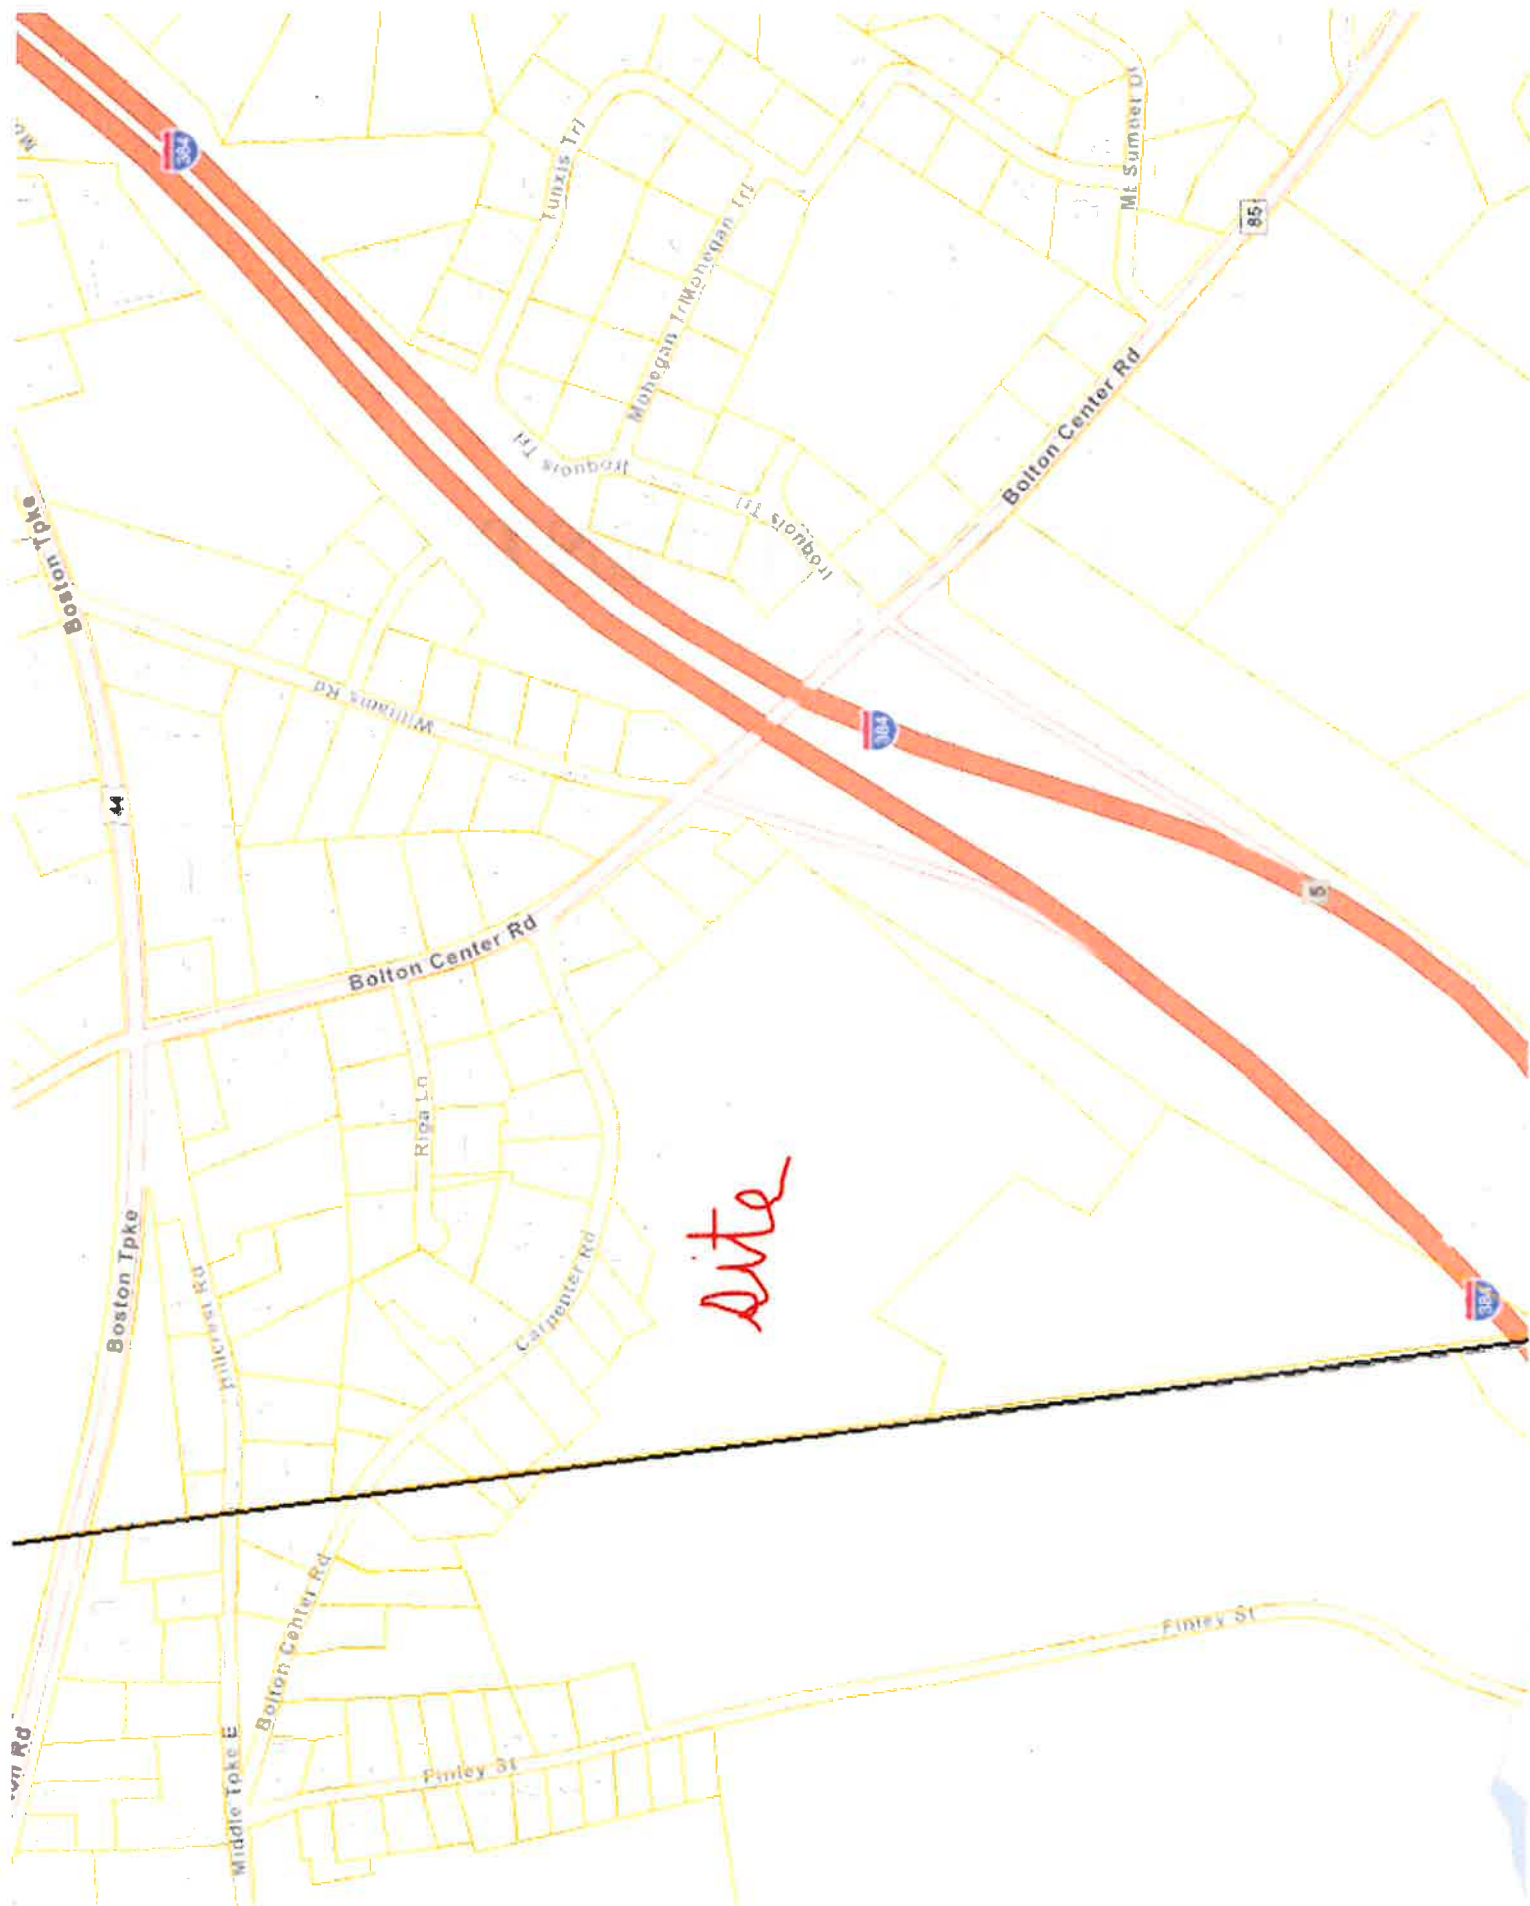 384
Tunxis Trl
Mt Sumner Dr
85
Mohegan Trl
Mohegan Trl
Bolton Center Rd
Iroquois Trl
Iroquois Trl
Boston Tpke
Williams Rd
384
44
5
Bolton Center Rd
Riga Ln
Boston Tpke
Hillcrest Rd
Carpenter Rd
site
384
Bolton Center Rd
Finley St
Rd
Middle Tpke E
Finley St